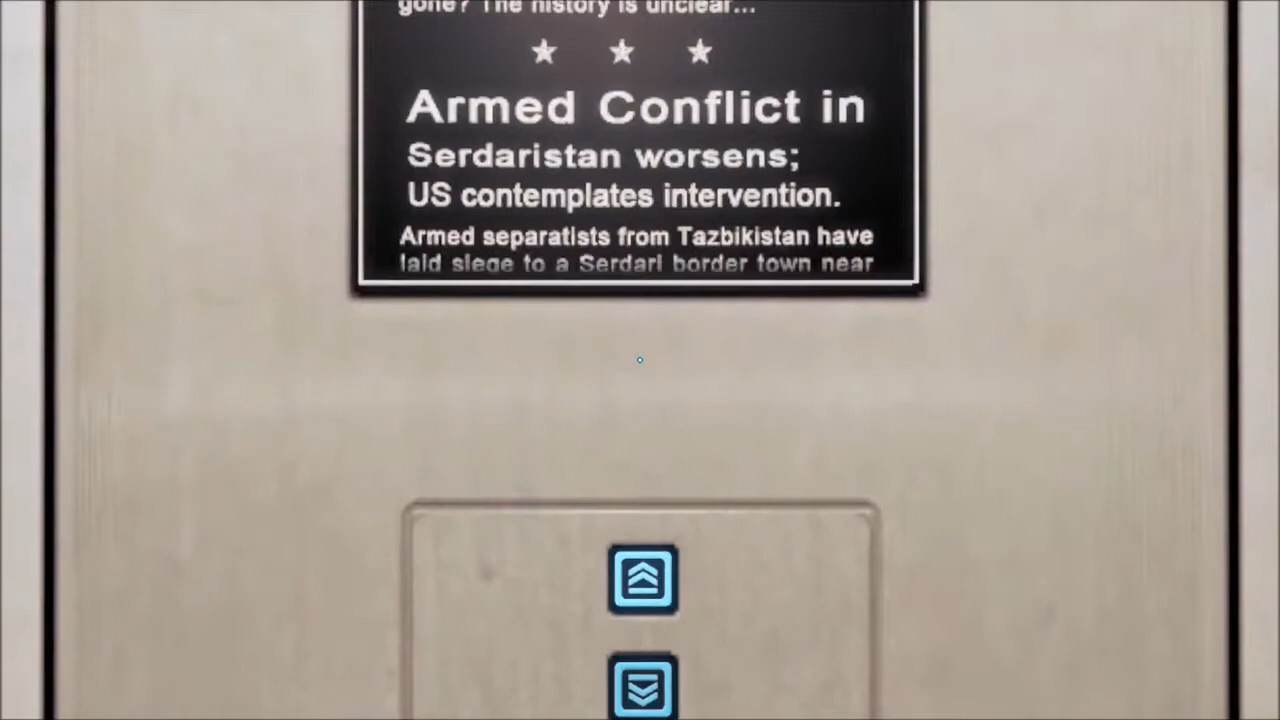 gone? The history is unclear...
Armed Conflict in
Serdaristan worsens;
US contemplates intervention.
Armed separatists from Tazbikistan have
laid siege to a Serdari border town near